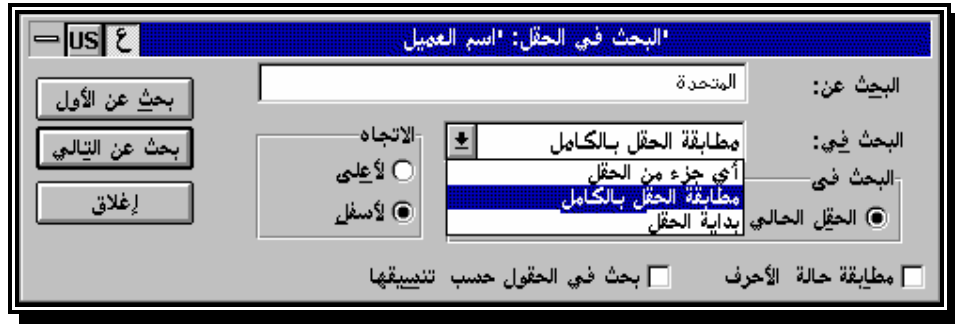 'البحث في الحقل: 'اسم العميل
ع US
البحث عن:
المتحدة
بحث عن الأول
البحث في:
مطابقة الحقل بالكامل
أي جزء من الحقل
مطابقة الحقل بالكامل
بداية الحقل
الاتجاه
لأعلى
لأسفل
بحث عن التالي
إغلاق
البحث فى
الحقل الحالي
مطابقة حالة الأحرف
بحث في الحقول حسب تنسيقها